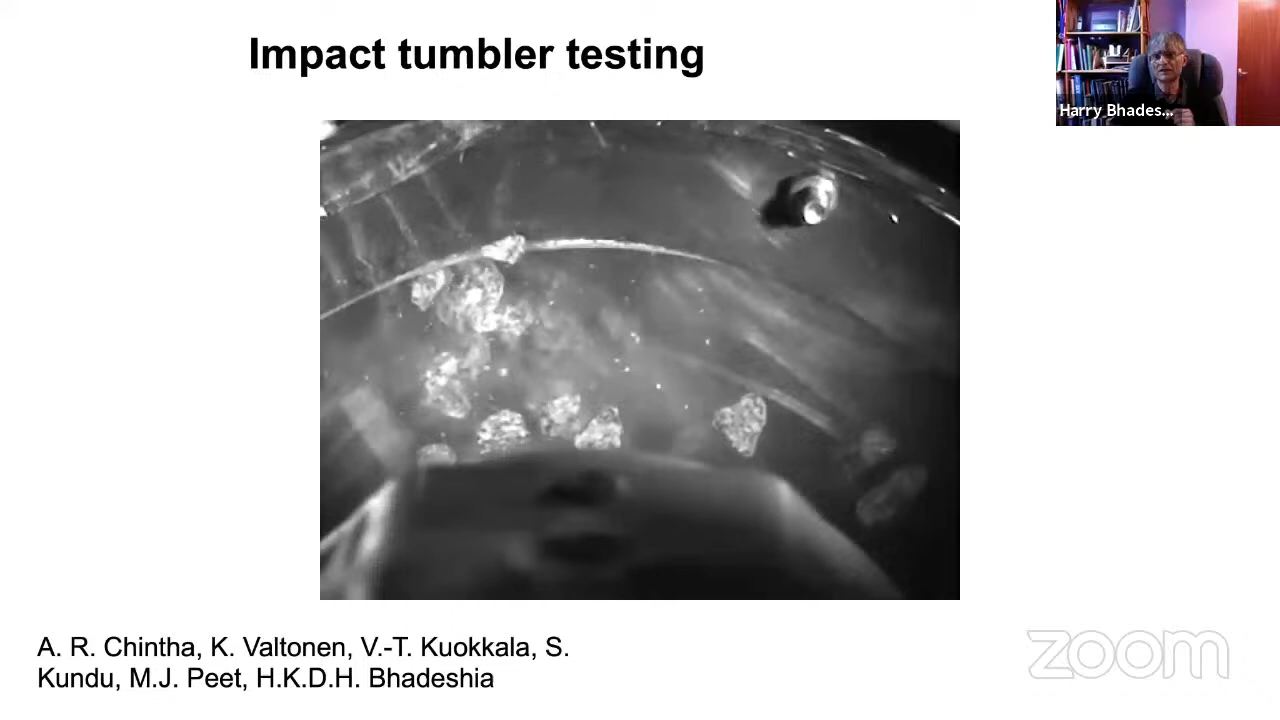 Impact tumbler testing
Harry Bhades...
A. R. Chintha, K. Valtonen, V.-T. Kuokkala, S.
Kundu, M.J. Peet, H.K.D.H. Bhadeshia
zoom